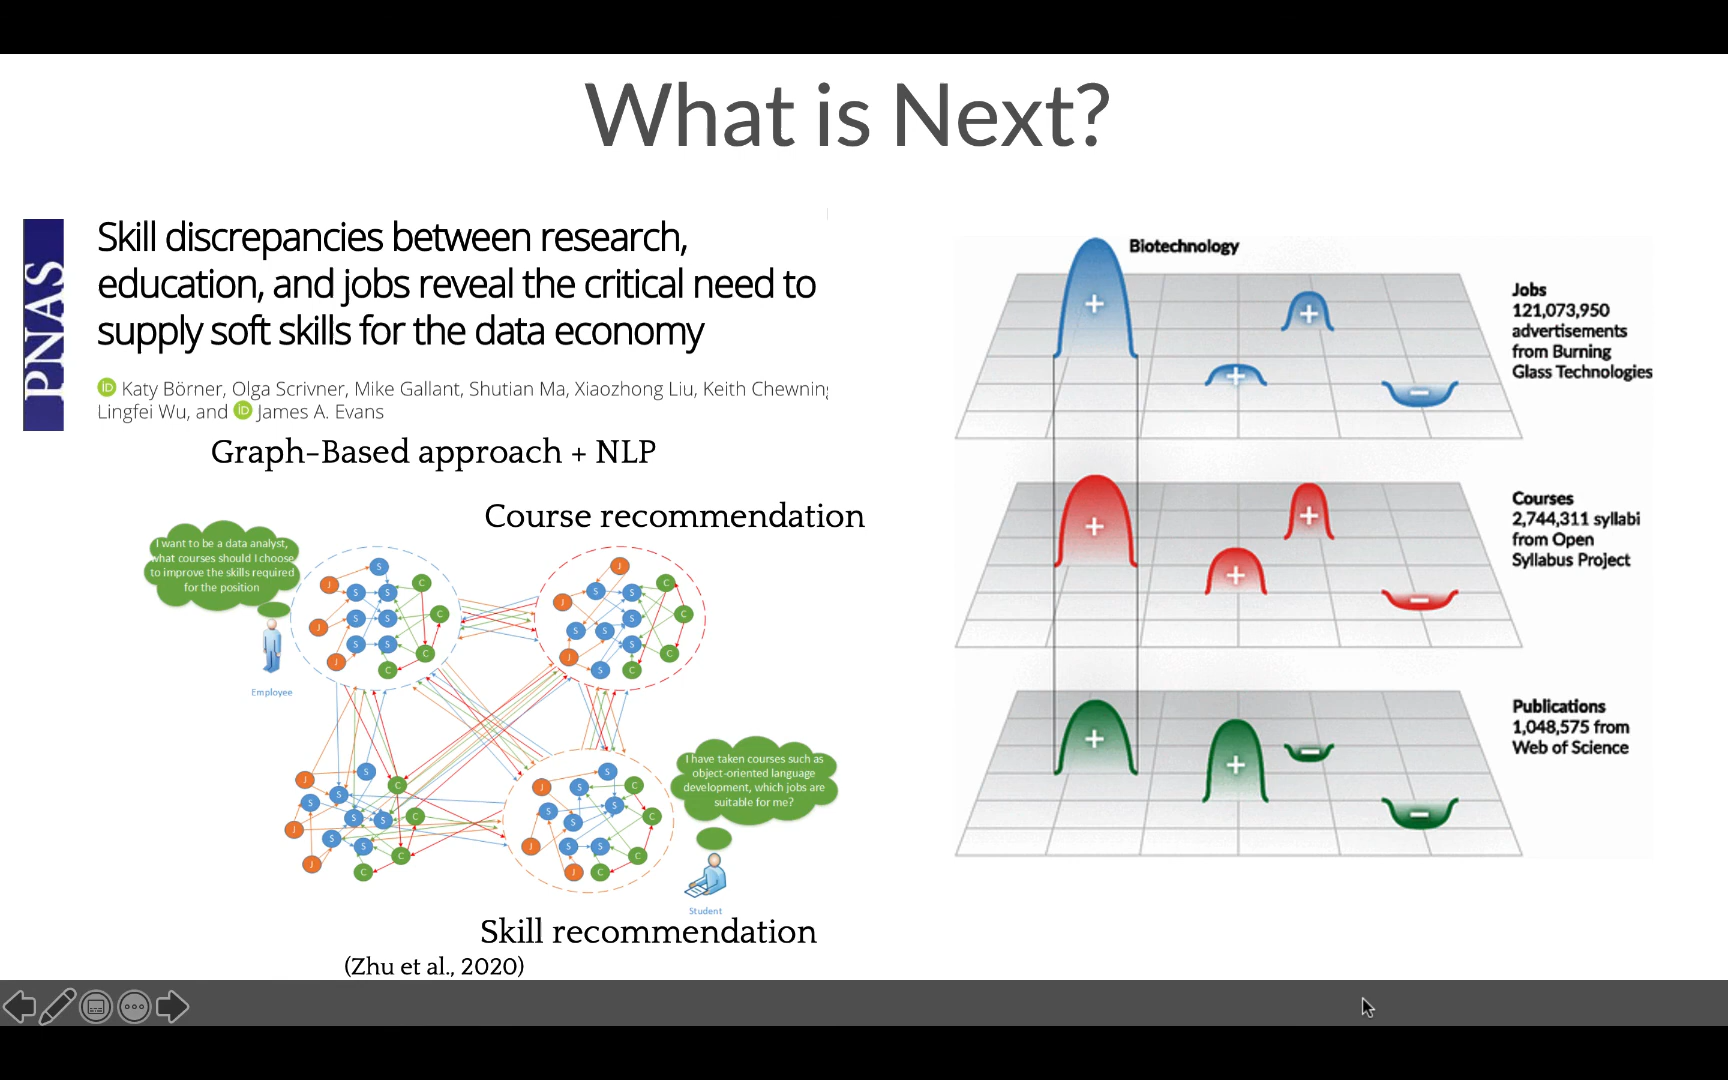 What is Next?
PNAS
Skill discrepancies between research,
education, and jobs reveal the critical need to
supply soft skills for the data economy
iD Katy Börner, Olga Scrivner, Mike Gallant, Shutian Ma, Xiaozhong Liu, Keith Chewning
Lingfei Wu, and iD James A. Evans
Graph-Based approach + NLP
Course recommendation
I want to be a data analyst,
what courses should I choose
to improve the skills required
for the position
Employee
I have taken courses such as
object-oriented language
development, which jobs are
suitable for me?
Student
Skill recommendation
(Zhu et al., 2020)
Biotechnology
Jobs
121,073,950
advertisements
from Burning
Glass Technologies
Courses
2,744,311 syllabi
from Open
Syllabus Project
Publications
1,048,575 from
Web of Science